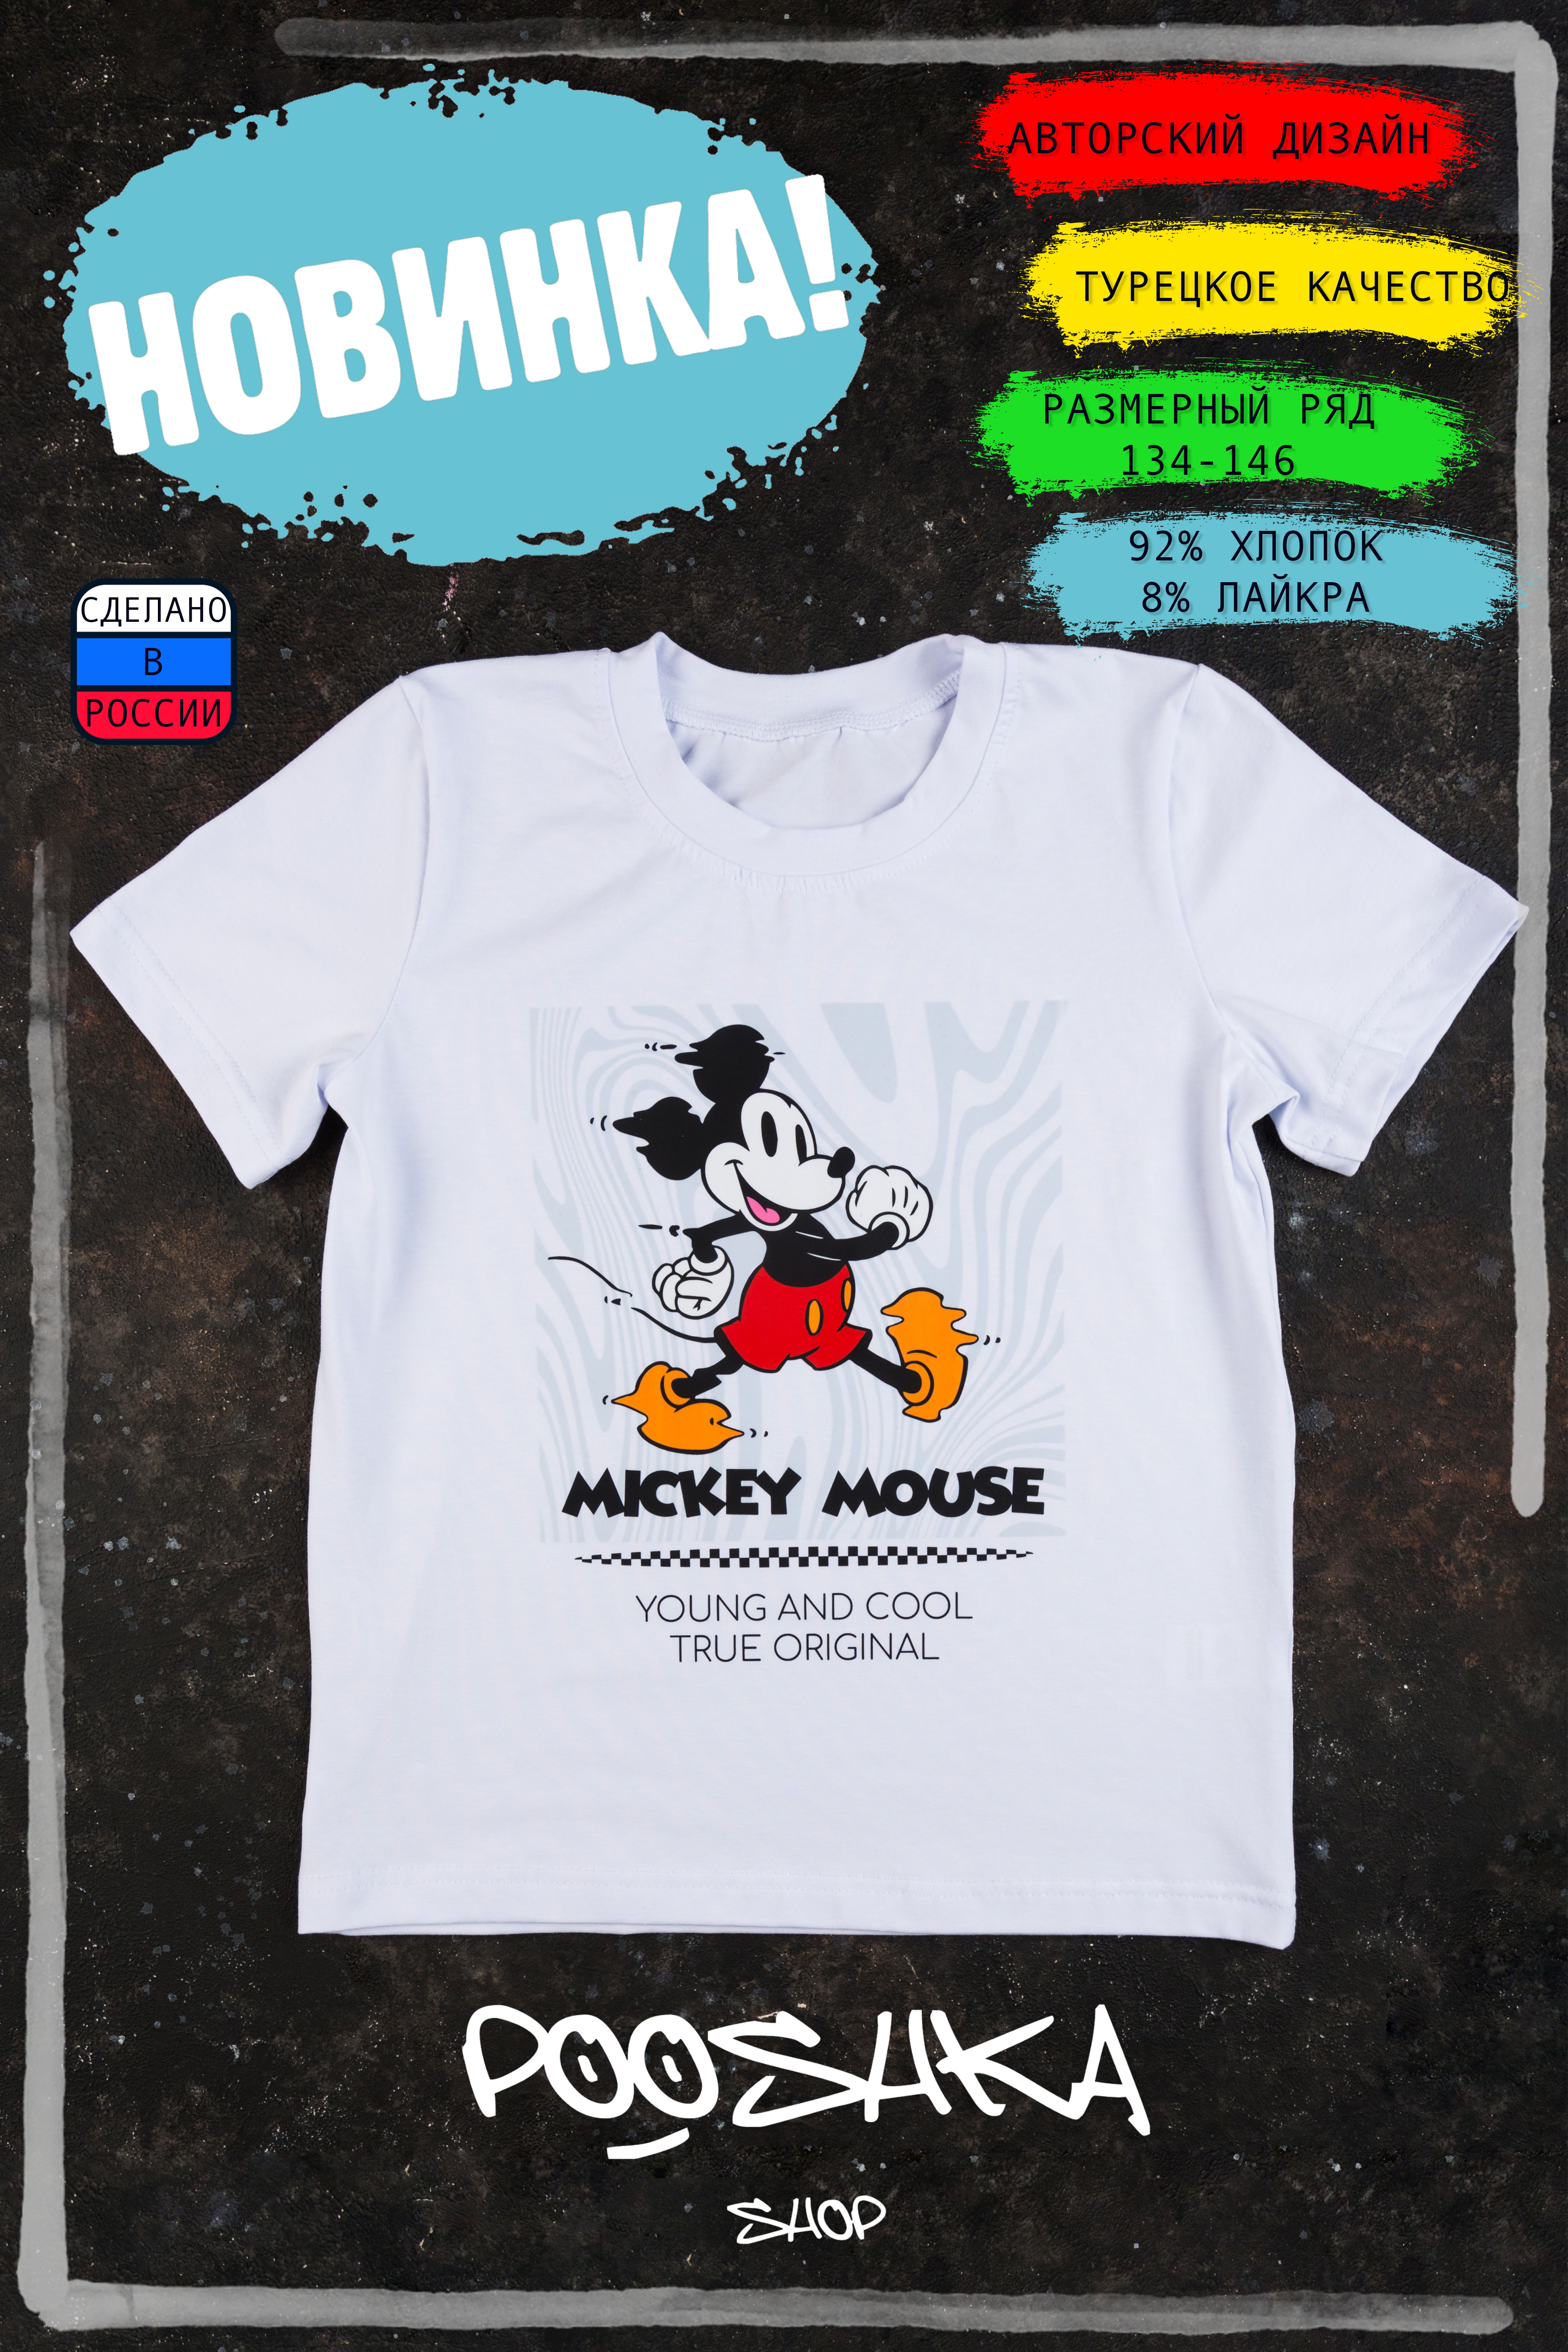 НОВИНКА!
АВТОРСКИЙ ДИЗАЙН
ТУРЕЦКОЕ КАЧЕСТВО
РАЗМЕРНЫЙ РЯД
134-146
92% ХЛОПОК
8% ЛАЙКРА
СДЕЛАНО
В
РОССИИ
MICKEY MOUSE
YOUNG AND COOL
TRUE ORIGINAL
POOSHKA
SHOP